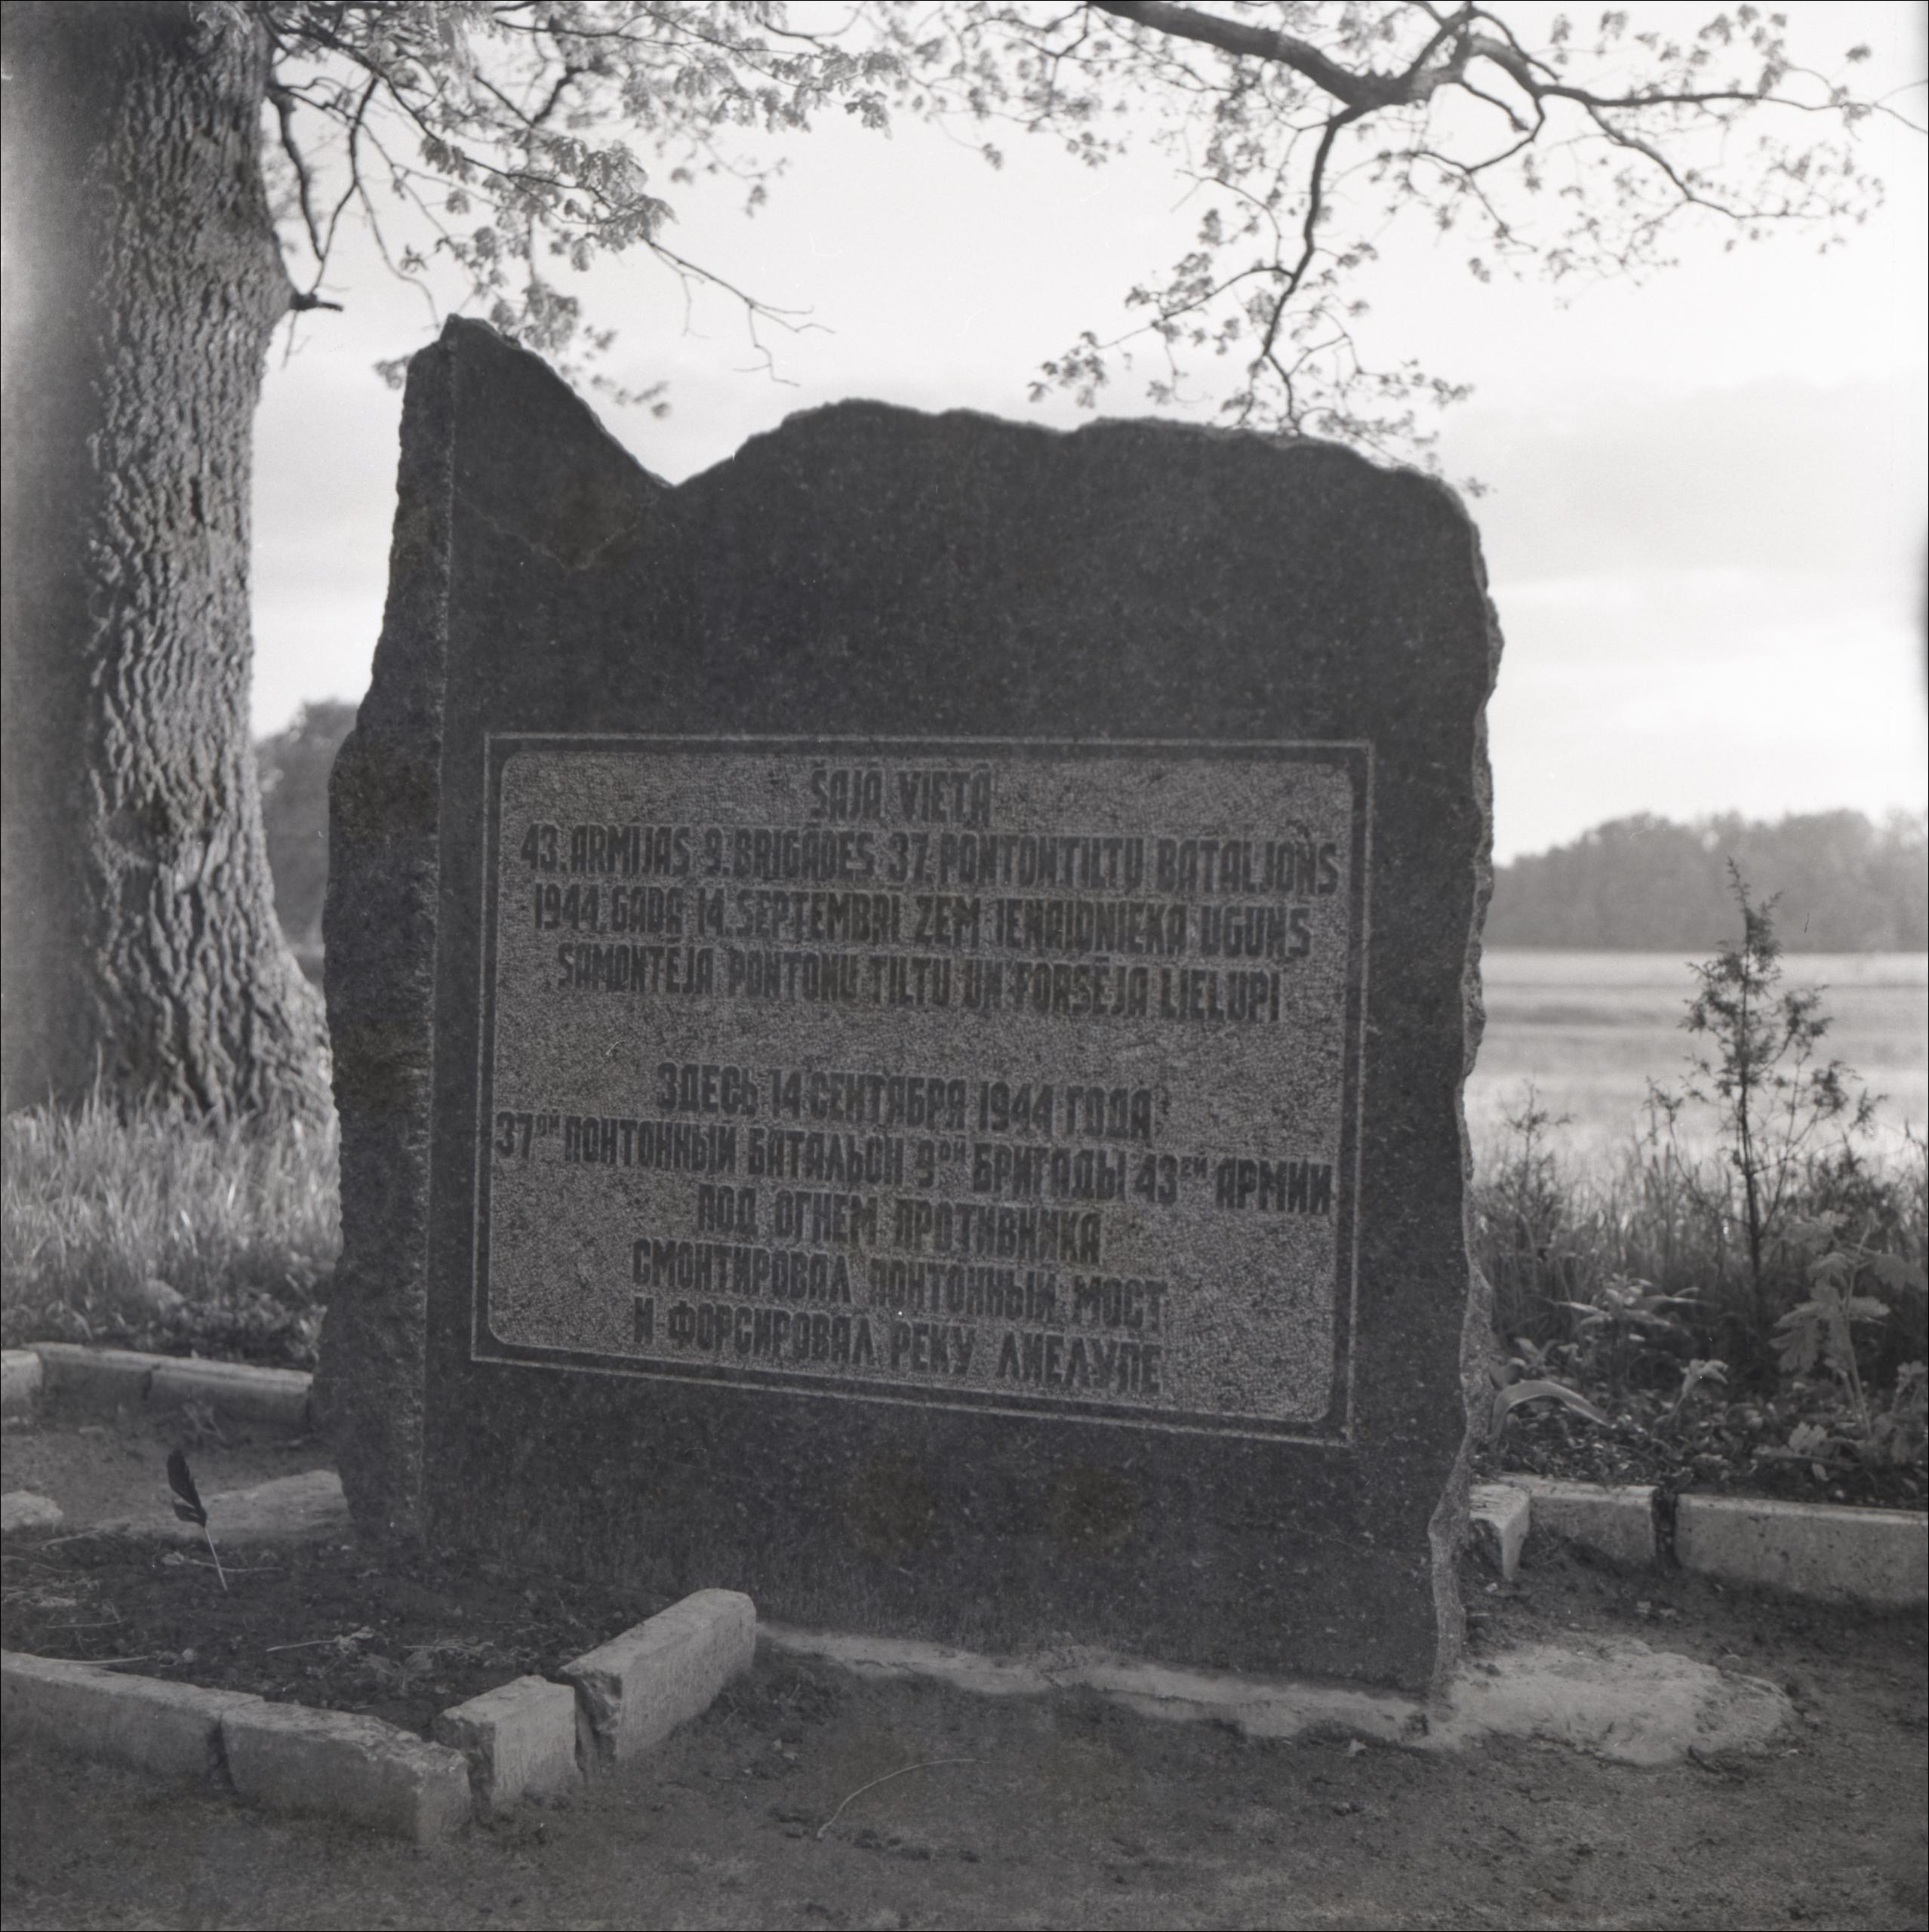 ŠAJĀ VIETĀ
43. ARMIJAS 9. BRIGĀDES 37. PONTONTILTU BATALJONS
1944. GADA 14. SEPTEMBRĪ ZEM IENAIDNIEKA UGUNS
SAMONTĒJA PONTONU TILTU UN FORSĒJA LIELUPI
ЗДЕСЬ 14 СЕНТЯБРЯ 1944 ГОДА
37ОЙ ПОНТОННЫЙ БАТАЛЬОН 9ОЙ БРИГАДЫ 43ЕЙ АРМИИ
ПОД ОГНЕМ ПРОТИВНИКА
СМОНТИРОВАЛ ПОНТОННЫЙ МОСТ
И ФОРСИРОВАЛ РЕКУ ЛИЕЛУПЕ